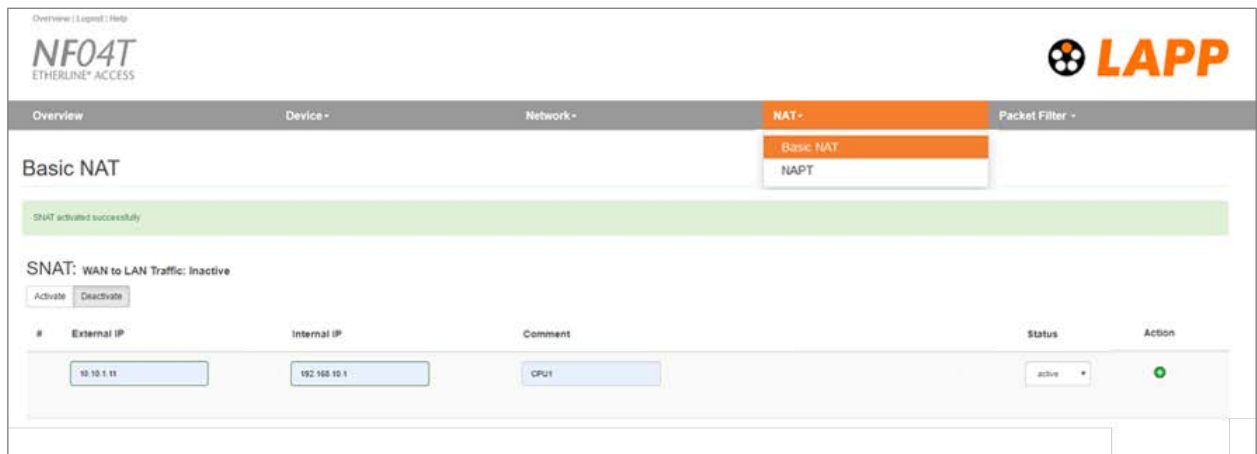 Overview | Logout | Help
NF04T
ETHERLINE® ACCESS
LAPP
Overview Device Network NAT Packet Filter
Basic NAT
NAPT
Basic NAT
SNAT activated successfully
SNAT: WAN to LAN Traffic: Inactive
Activate Deactivate
# External IP Internal IP Comment Status Action
10.10.1.11 192.168.10.1 CPU1 active